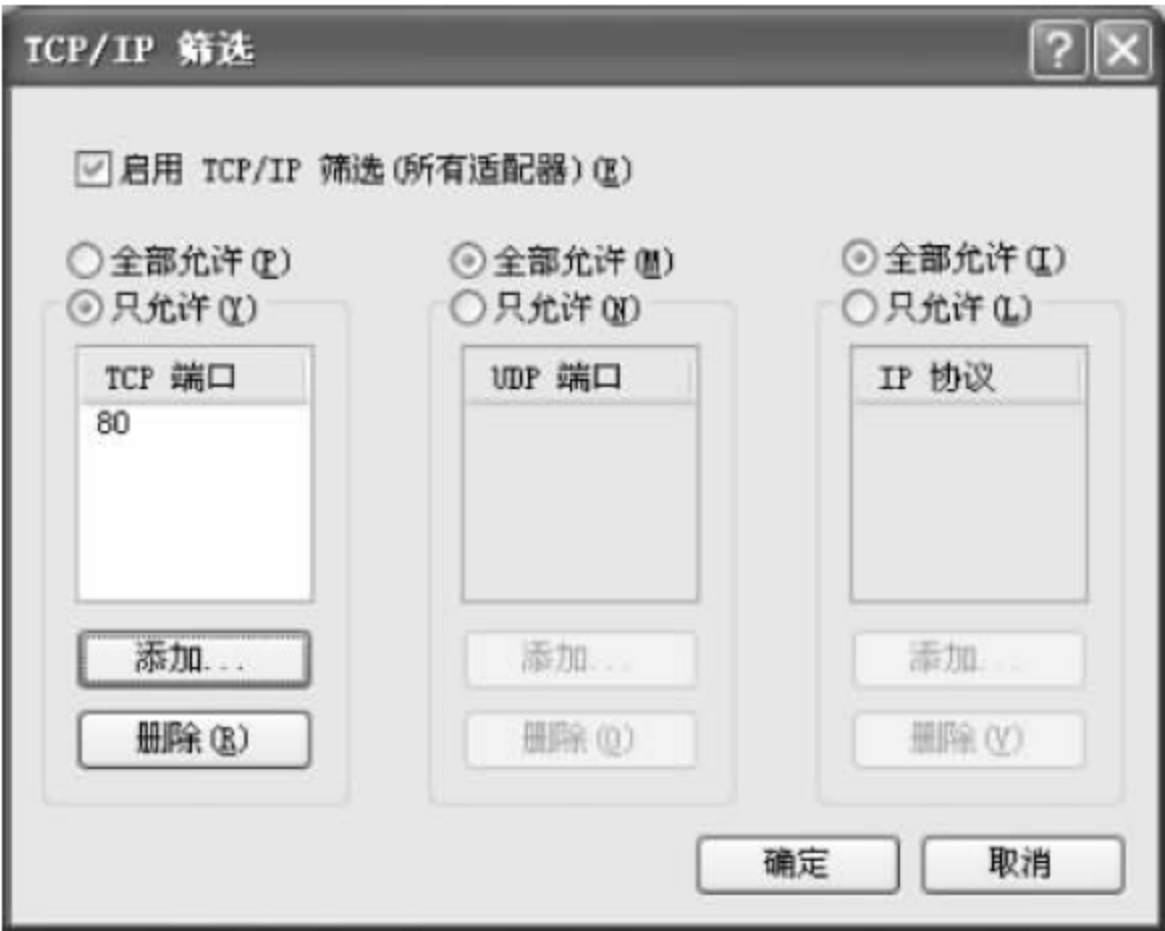 TCP/IP 筛选
启用 TCP/IP 筛选(所有适配器)(E)
全部允许(P)
只允许(Y)
TCP 端口
80
添加...
删除(R)
全部允许(M)
只允许(N)
UDP 端口
添加...
删除(O)
全部允许(I)
只允许(L)
IP 协议
添加...
删除(V)
确定
取消